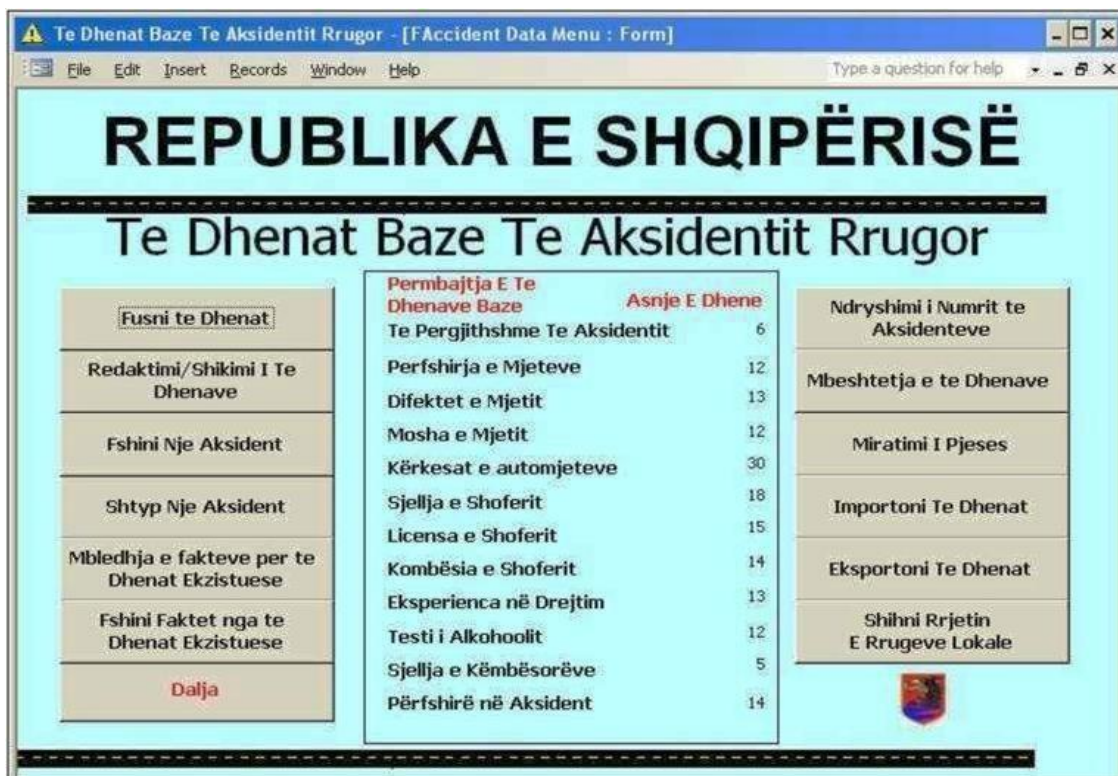 Te Dhenat Baze Te Aksidentit Rrugor - [FAccident Data Menu : Form]
File Edit Insert Records Window Help Type a question for help
REPUBLIKA E SHQIPËRISË
Te Dhenat Baze Te Aksidentit Rrugor
Fusni te Dhenat
Redaktimi/Shikimi I Te
Dhenave
Fshini Nje Aksident
Shtyp Nje Aksident
Mbledhja e fakteve per te
Dhenat Ekzistuese
Fshini Faktet nga te
Dhenat Ekzistuese
Dalja
Permbajtja E Te
Dhenave Baze Asnje E Dhene
Te Pergjithshme Te Aksidentit 6
Perfshirja e Mjeteve 12
Difektet e Mjetit 13
Mosha e Mjetit 12
Kërkesat e automjeteve 30
Sjellja e Shoferit 18
Licensa e Shoferit 15
Kombësia e Shoferit 14
Eksperienca në Drejtim 13
Testi i Alkohoolit 12
Sjellja e Këmbësorëve 5
Përfshirë në Aksident 14
Ndryshimi i Numrit te
Aksidenteve
Mbeshtetja e te Dhenave
Miratimi I Pjeses
Importoni Te Dhenat
Eksportoni Te Dhenat
Shihni Rrjetin
E Rrugeve Lokale